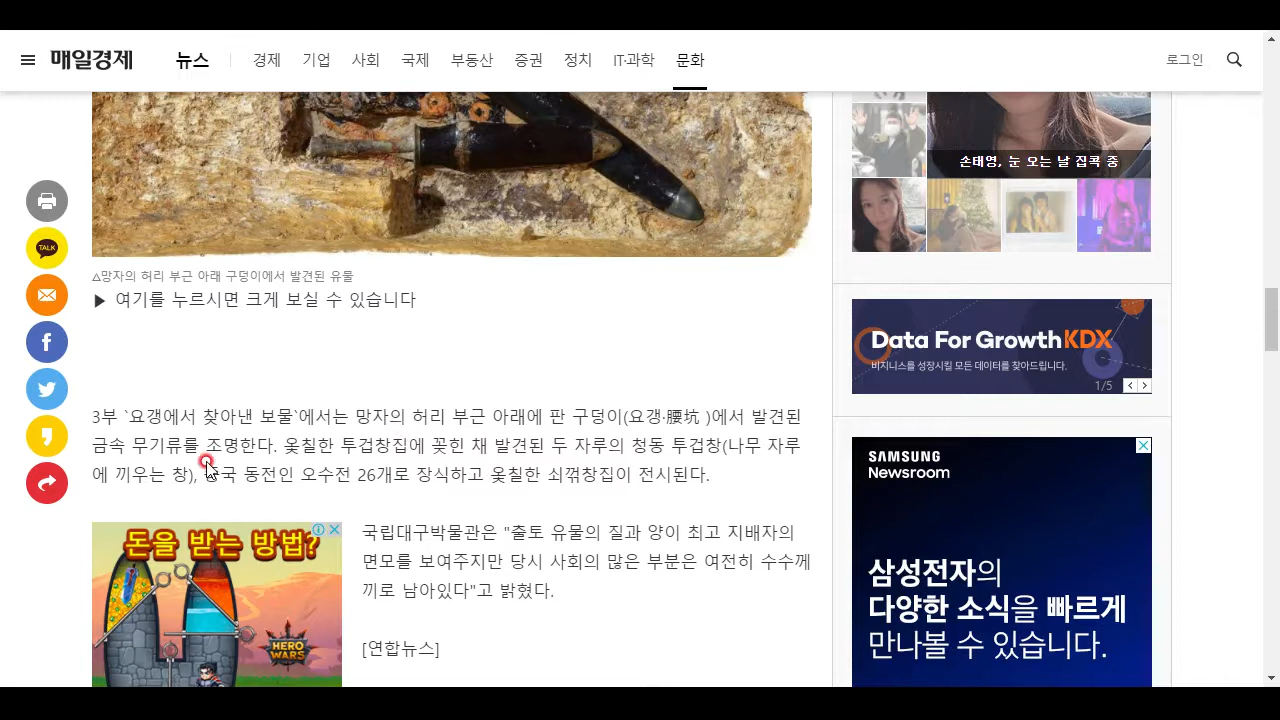 매일경제
뉴스 경제 기업 사회 국제 부동산 증권 정치 IT·과학 문화
로그인
손태영, 눈 오는 날 집콕 중
TALK
△망자의 허리 부근 아래 구덩이에서 발견된 유물
▶ 여기를 누르시면 크게 보실 수 있습니다
Data For Growth KDX
비지니스를 성장시킬 모든 데이터를 찾아드립니다.
1/5
3부 `요갱에서 찾아낸 보물`에서는 망자의 허리 부근 아래에 판 구덩이(요갱·腰坑 )에서 발견된
금속 무기류를 조명한다. 옻칠한 투겁창집에 꽂힌 채 발견된 두 자루의 청동 투겁창(나무 자루
에 끼우는 창), 국 동전인 오수전 26개로 장식하고 옻칠한 쇠꺾창집이 전시된다.
돈을 받는 방법?
HERO
WARS
국립대구박물관은 "출토 유물의 질과 양이 최고 지배자의
면모를 보여주지만 당시 사회의 많은 부분은 여전히 수수께
끼로 남아있다"고 밝혔다.
[연합뉴스]
SAMSUNG
Newsroom
삼성전자의
다양한 소식을 빠르게
만나볼 수 있습니다.